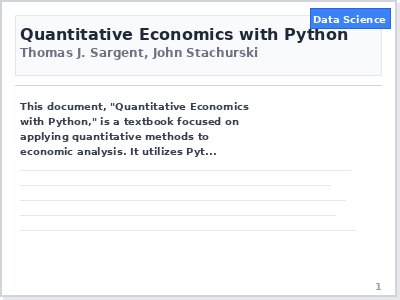 Data Science
Quantitative Economics with Python
Thomas J. Sargent, John Stachurski
This document, "Quantitative Economics
with Python," is a textbook focused on
applying quantitative methods to
economic analysis. It utilizes Pyt...
1